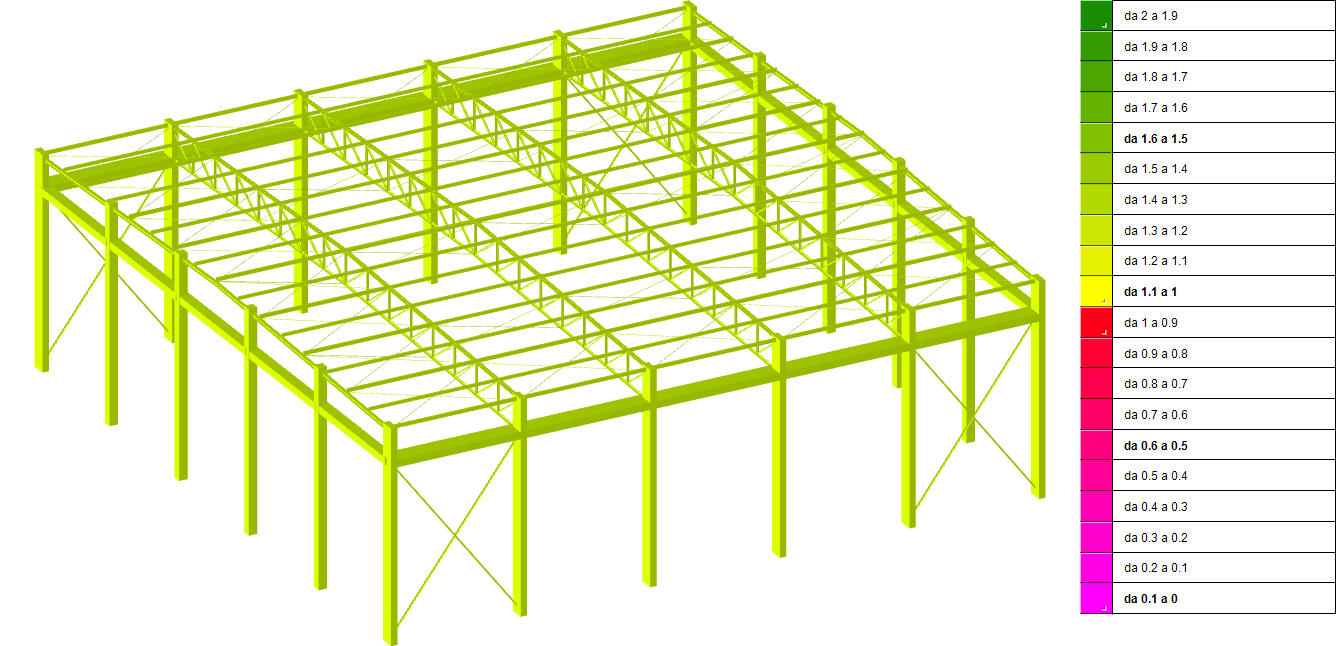 da 2 a 1.9
da 1.9 a 1.8
da 1.8 a 1.7
da 1.7 a 1.6
da 1.6 a 1.5
da 1.5 a 1.4
da 1.4 a 1.3
da 1.3 a 1.2
da 1.2 a 1.1
da 1.1 a 1
da 1 a 0.9
da 0.9 a 0.8
da 0.8 a 0.7
da 0.7 a 0.6
da 0.6 a 0.5
da 0.5 a 0.4
da 0.4 a 0.3
da 0.3 a 0.2
da 0.2 a 0.1
da 0.1 a 0